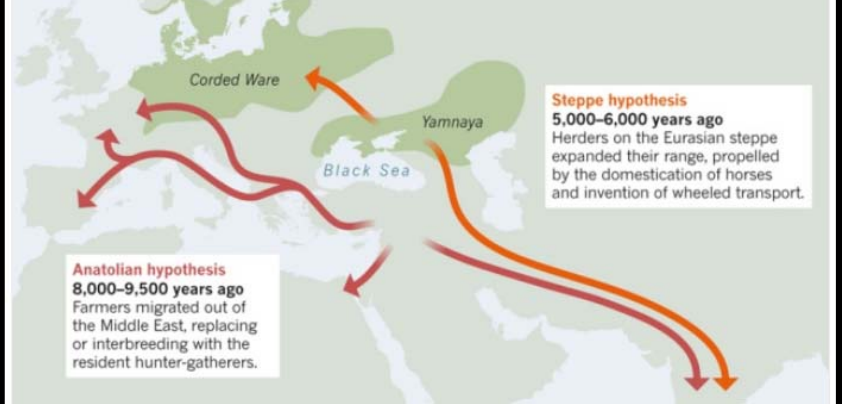 Corded Ware
Yamnaya
Black Sea
Steppe hypothesis
5,000–6,000 years ago
Herders on the Eurasian steppe
expanded their range, propelled
by the domestication of horses
and invention of wheeled transport.
Anatolian hypothesis
8,000–9,500 years ago
Farmers migrated out of
the Middle East, replacing
or interbreeding with the
resident hunter-gatherers.